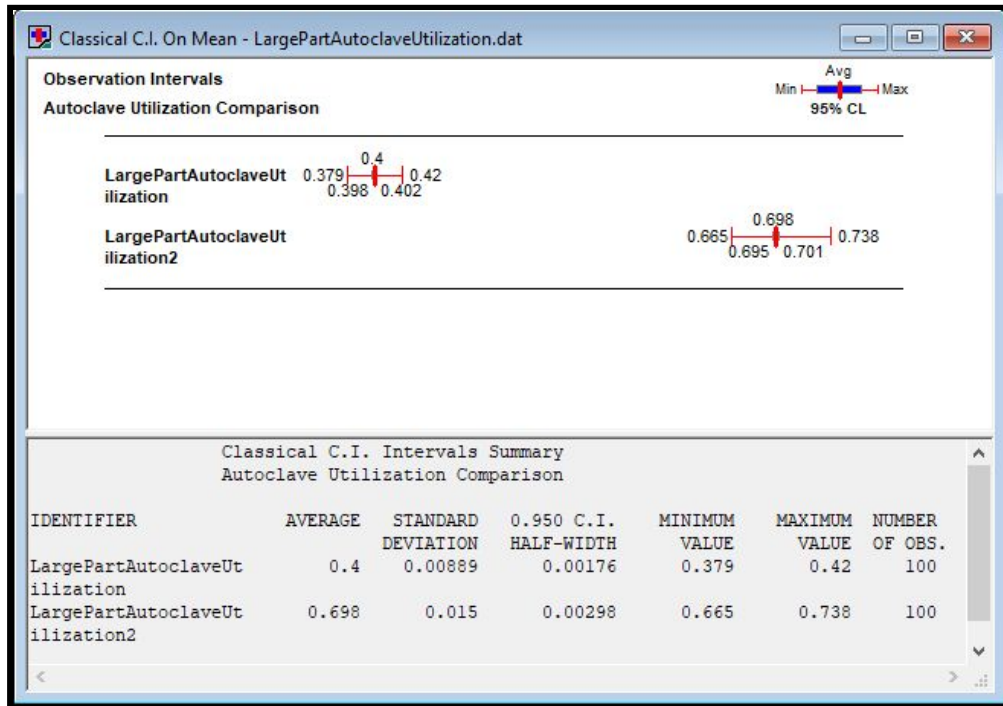 Classical C.I. On Mean - LargePartAutoclaveUtilization.dat
Observation Intervals
Autoclave Utilization Comparison
Avg
Min Max
95% CL
0.4
LargePartAutoclaveUt 0.379 0.42
ilization 0.398 0.402
0.698
LargePartAutoclaveUt 0.665 0.738
ilization2 0.695 0.701
Classical C.I. Intervals Summary
Autoclave Utilization Comparison
IDENTIFIER AVERAGE STANDARD 0.950 C.I. MINIMUM MAXIMUM NUMBER
DEVIATION HALF-WIDTH VALUE VALUE OF OBS.
LargePartAutoclaveUt 0.4 0.00889 0.00176 0.379 0.42 100
ilization
LargePartAutoclaveUt 0.698 0.015 0.00298 0.665 0.738 100
ilization2